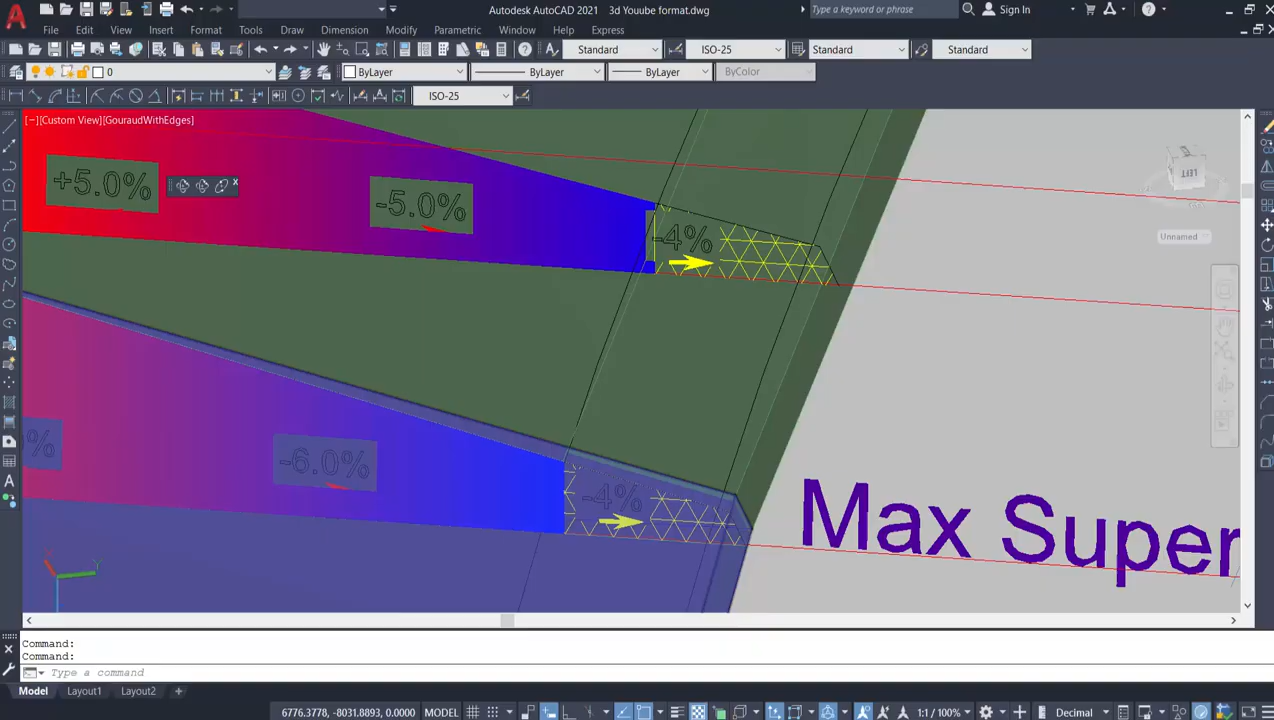 Autodesk AutoCAD 2021 3d Yoube format.dwg
Type a keyword or phrase
Sign In
File Edit View Insert Format Tools Draw Dimension Modify Parametric Window Help Express
Standard ISO-25 Standard Standard
0 ByLayer ByLayer ByLayer ByColor
ISO-25
[−][Custom View][GouraudWithEdges]
LEFT
+5.0%
-5.0%
-4%
Unnamed
%
-6.0%
-4%
Max Super
X Y
Command:
Command:
Type a command
Model Layout1 Layout2 +
6776.3778, -8031.8893, 0.0000 MODEL 1:1 / 100% Decimal